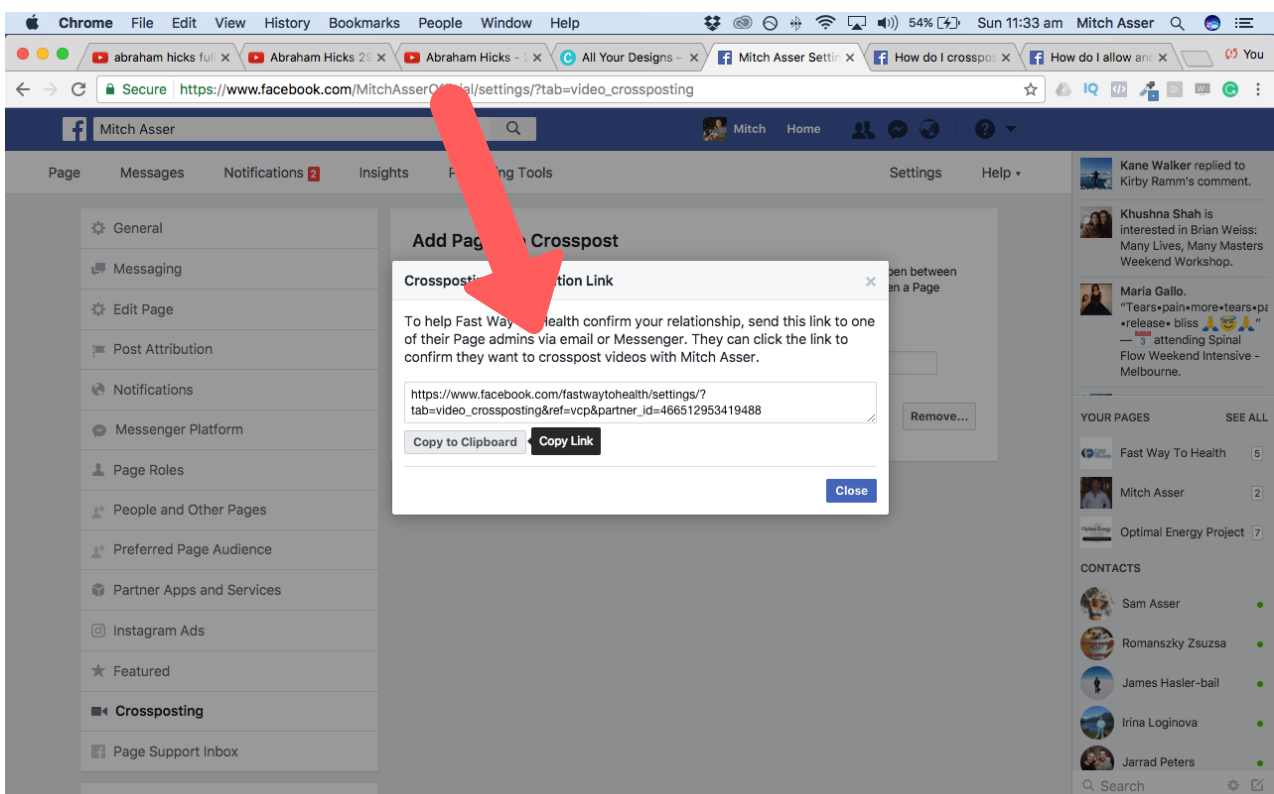 Chrome File Edit View History Bookmarks People Window Help 54% Sun 11:33 am Mitch Asser
abraham hicks ful Abraham Hicks 29 Abraham Hicks - 2 All Your Designs – Mitch Asser Settin How do I crosspos How do I allow ano You
Secure https://www.facebook.com/MitchAsserOfficial/settings/?tab=video_crossposting
Mitch Asser Mitch Home
Page Messages Notifications 2 Insights Tools Settings Help
General
Messaging
Edit Page
Post Attribution
Notifications
Messenger Platform
Page Roles
People and Other Pages
Preferred Page Audience
Partner Apps and Services
Instagram Ads
Featured
Crossposting
Page Support Inbox
Add Pag Crosspost
pen between
en a Page
Remove...
Crossposti tion Link
To help Fast Way Health confirm your relationship, send this link to one
of their Page admins via email or Messenger. They can click the link to
confirm they want to crosspost videos with Mitch Asser.
https://www.facebook.com/fastwaytohealth/settings/?
tab=video_crossposting&ref=vcp&partner_id=466512953419488
Copy to Clipboard Copy Link
Close
Kane Walker replied to
Kirby Ramm's comment.
Khushna Shah is
interested in Brian Weiss:
Many Lives, Many Masters
Weekend Workshop.
Maria Gallo.
"Tears•pain•more•tears•pa
•release• bliss 🙏😇🙏"
— 3 attending Spinal
Flow Weekend Intensive -
Melbourne.
YOUR PAGES SEE ALL
Fast Way To Health 5
Mitch Asser 2
Optimal Energy Project 7
CONTACTS
Sam Asser
Romanszky Zsuzsa
James Hasler-bail
Irina Loginova
Jarrad Peters
Search